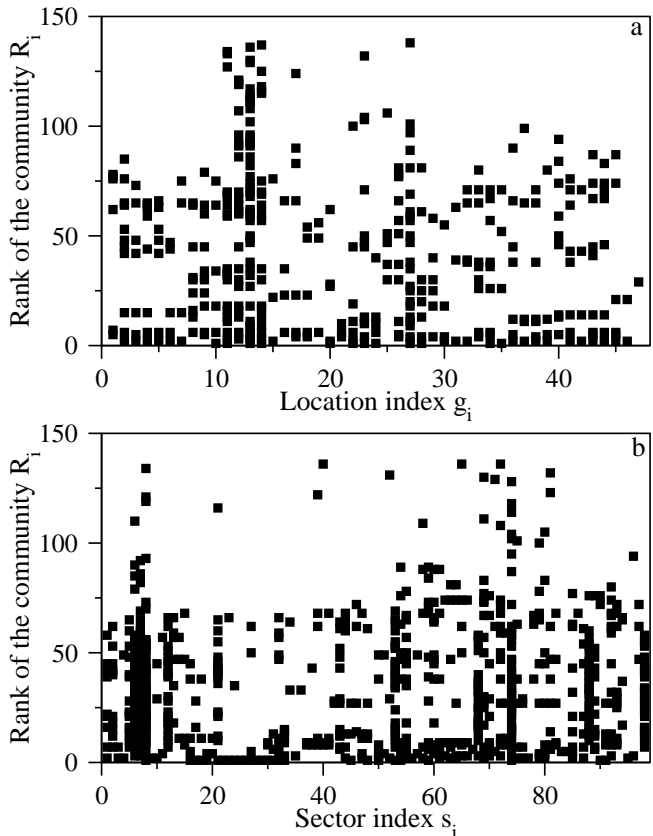 150
a
100
50
0
Rank of the community R_i
0 10 20 30 40
Location index g_i
150
b
100
50
0
Rank of the community R_i
0 20 40 60 80
Sector index s_i